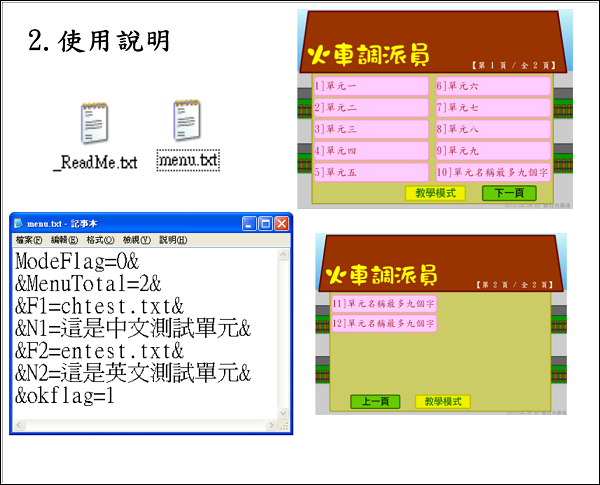 2.使用說明
_ReadMe.txt
menu.txt
火車調派員
【第 1 頁 / 全 2 頁】
1]單元一
2]單元二
3]單元三
4]單元四
5]單元五
6]單元六
7]單元七
8]單元八
9]單元九
10]單元名稱最多九個字
教學模式
下一頁
menu.txt - 記事本
檔案(F) 編輯(E) 格式(O) 檢視(V) 說明(H)
ModeFlag=0&
&MenuTotal=2&
&F1=chtest.txt&
&N1=這是中文測試單元&
&F2=entest.txt&
&N2=這是英文測試單元&
&okflag=1
火車調派員
【第 2 頁 / 全 2 頁】
11]單元名稱最多九個字
12]單元名稱最多九個字
上一頁
教學模式